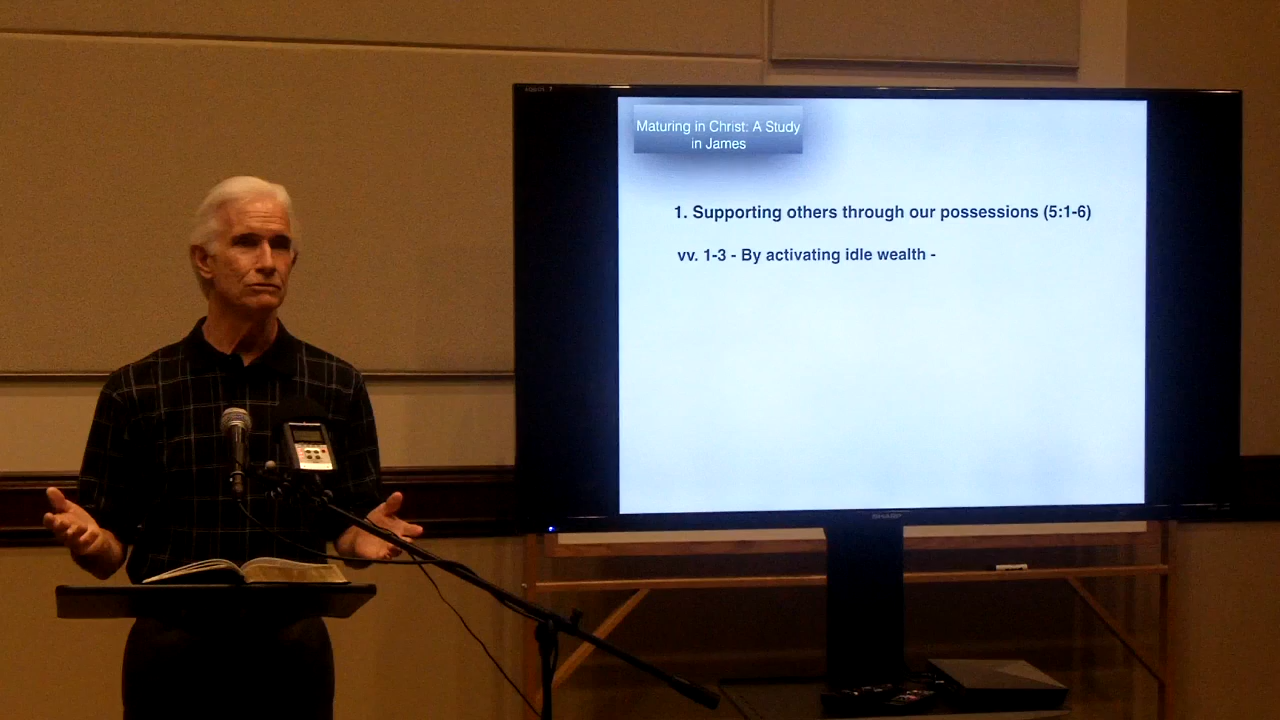 Maturing in Christ: A Study
in James
1. Supporting others through our possessions (5:1-6)
vv. 1-3 - By activating idle wealth -
SHARP